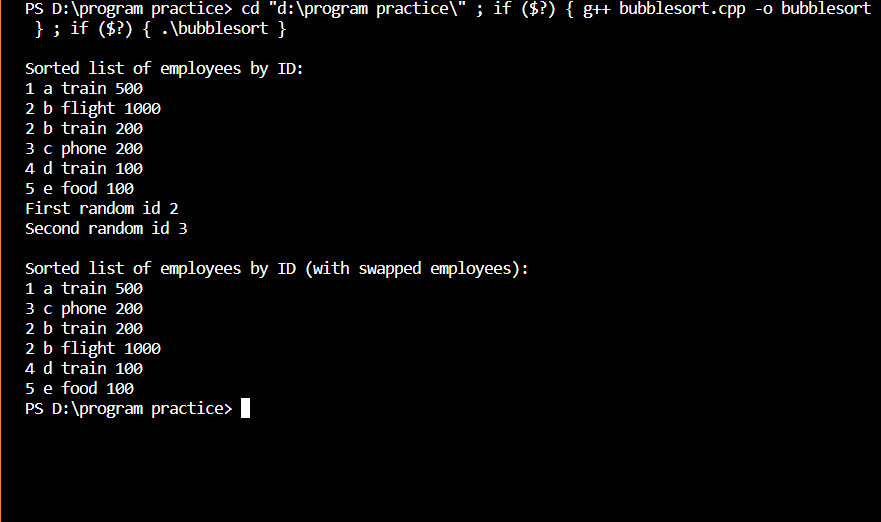 PS D:\program practice> cd "d:\program practice\" ; if ($?) { g++ bubblesort.cpp -o bubblesort
} ; if ($?) { .\bubblesort }
Sorted list of employees by ID:
1 a train 500
2 b flight 1000
2 b train 200
3 c phone 200
4 d train 100
5 e food 100
First random id 2
Second random id 3
Sorted list of employees by ID (with swapped employees):
1 a train 500
3 c phone 200
2 b train 200
2 b flight 1000
4 d train 100
5 e food 100
PS D:\program practice>